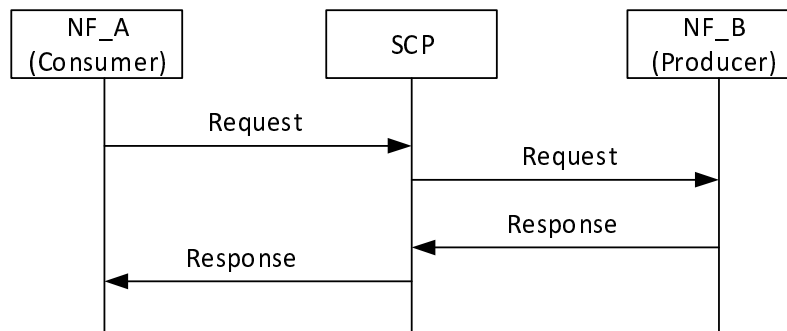 NF_A
(Consumer)
SCP
NF_B
(Producer)
Request
Request
Response
Response